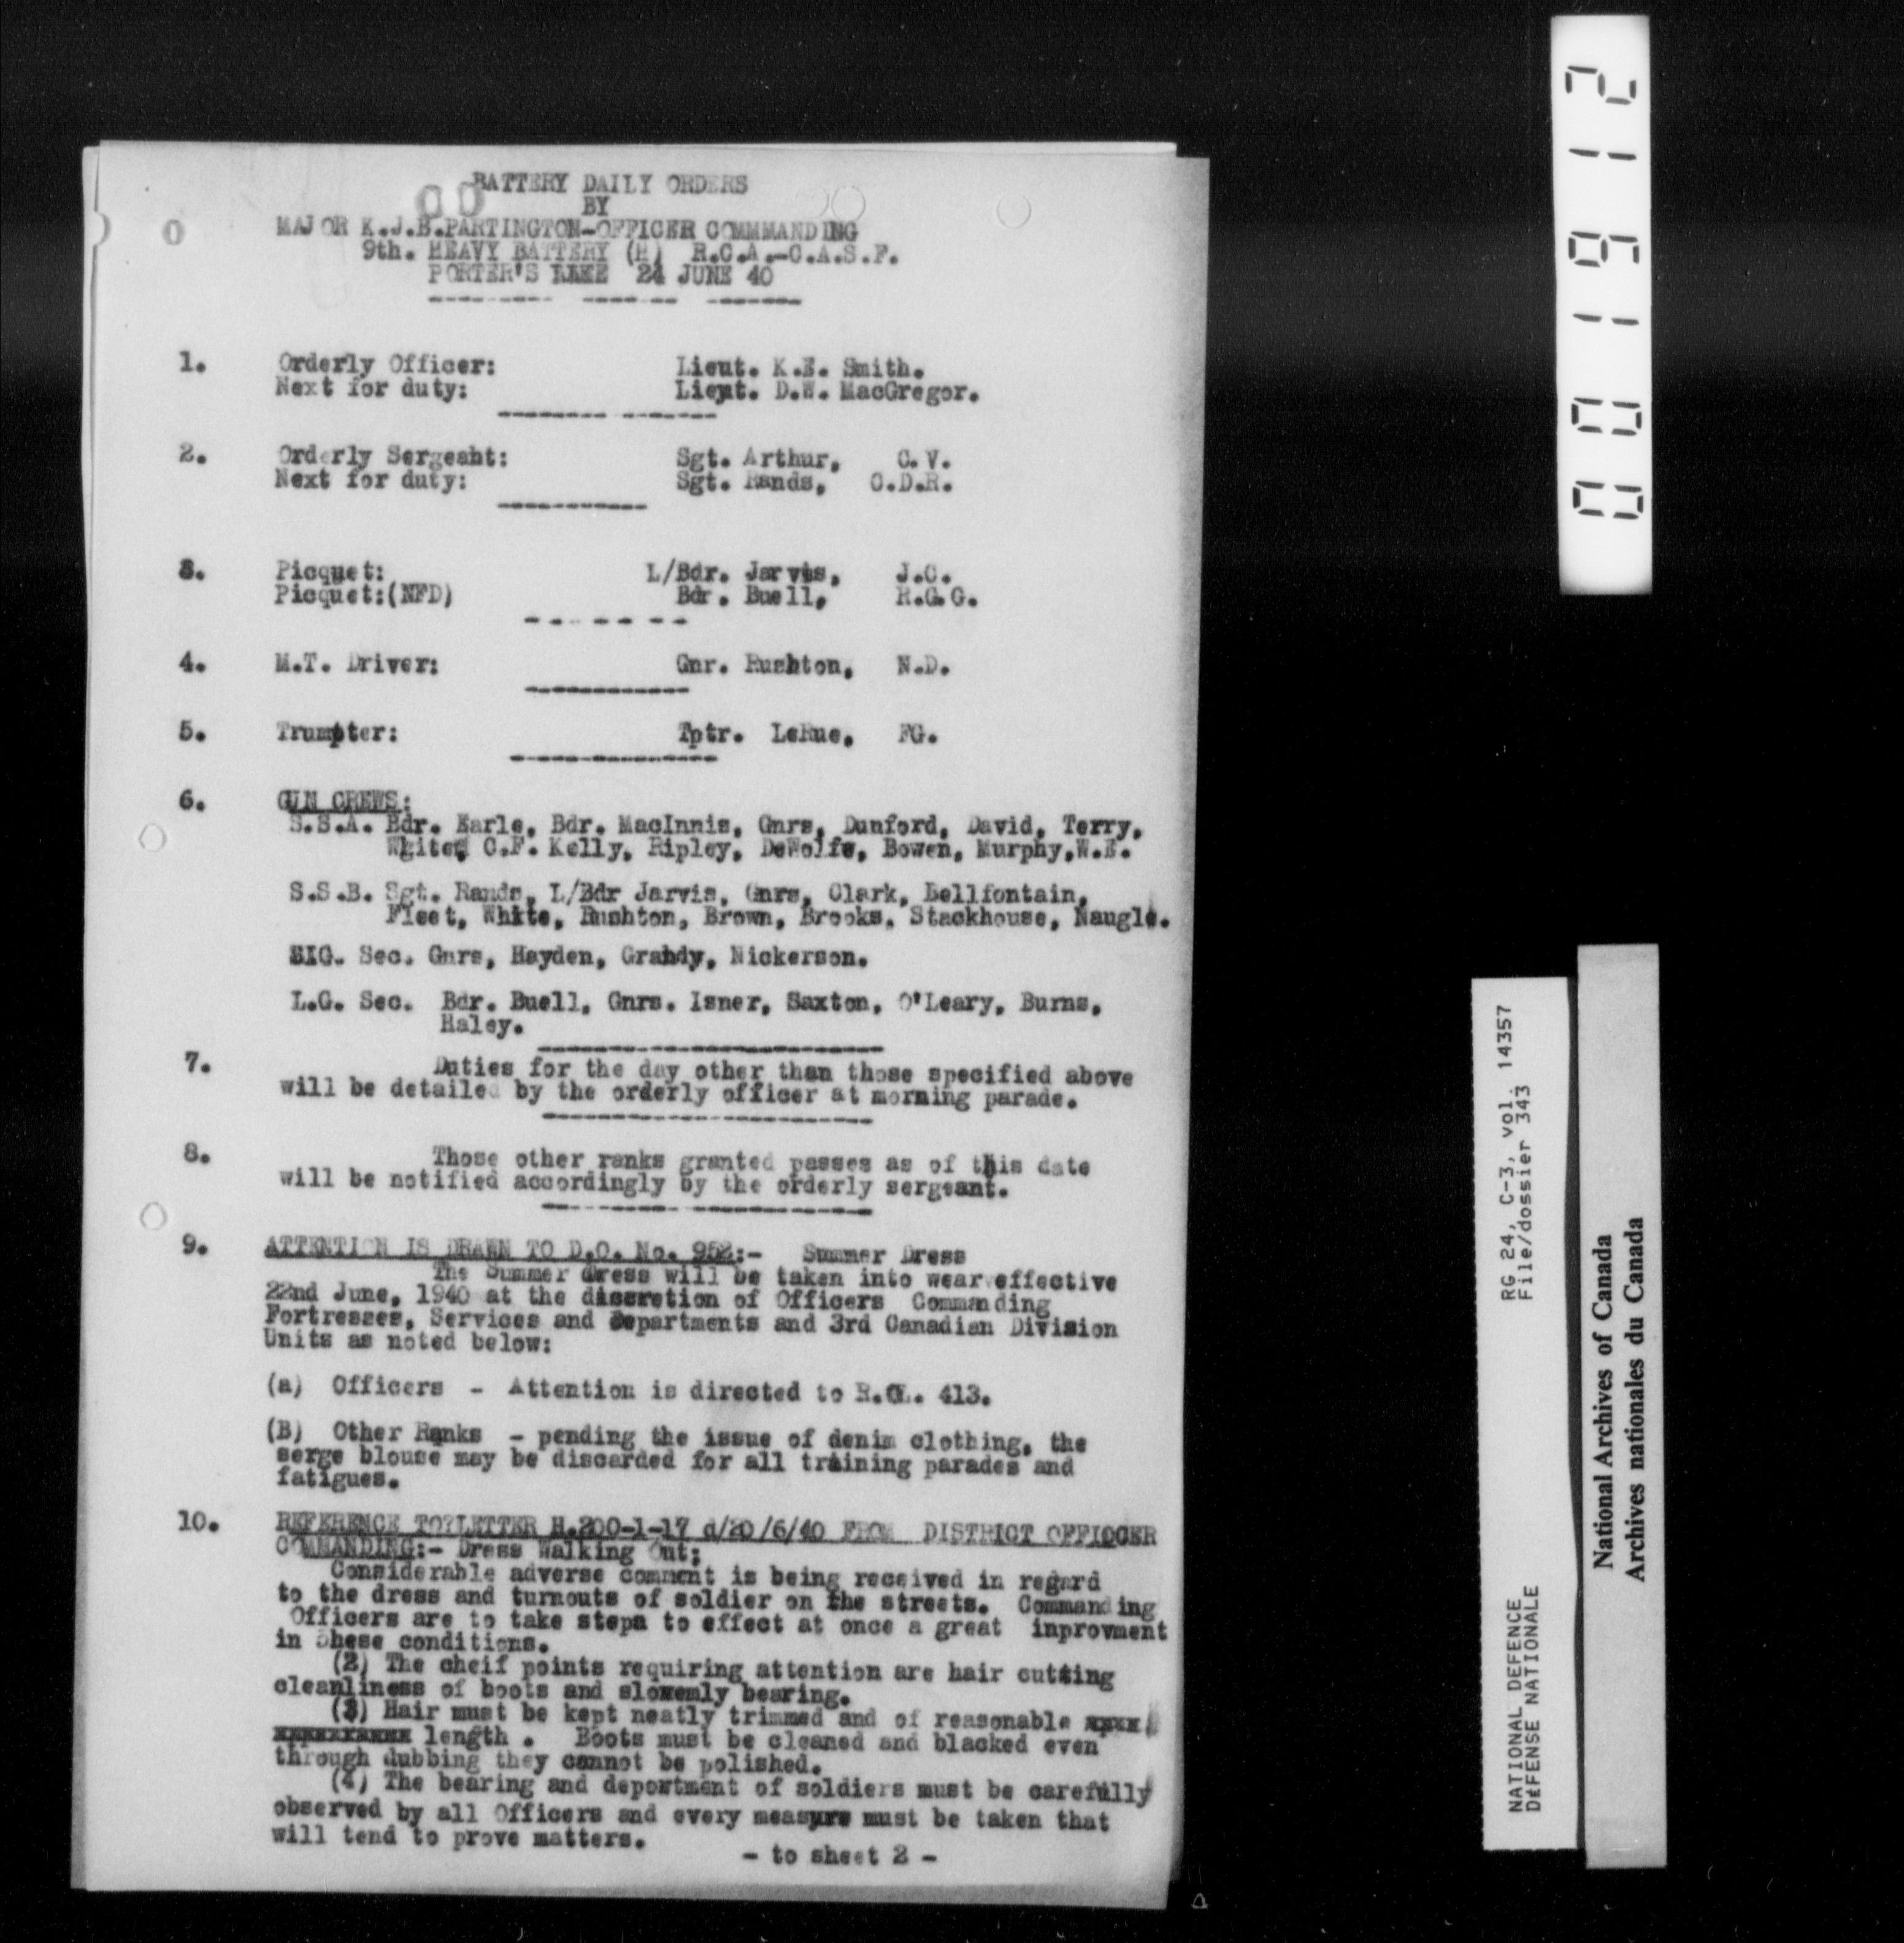 BATTERY DAILY ORDERS
BY
MAJOR K.J.B.PARTINGTON-OFFICER COMMMANDING
9th. HEAVY BATTERY (H) R.C.A.-C.A.S.F.
PORTER'S LAKE 24 JUNE 40
1. Orderly Officer: Lieut. K.E. Smith.
Next for duty: Lieut. D.W. MacGregor.
2. Orderly Sergeaht: Sgt. Arthur, C.V.
Next for duty: Sgt. Rands, C.D.R.
3. Picquet: L/Bdr. Jarvis, J.C.
Picquet:(NFD) Bdr. Buell, R.G.G.
4. M.T. Driver: Gnr. Rushton, N.D.
5. Trumpter: Tptr. LeRue, FG.
6. GUN CREWS:
S.S.A. Bdr. Earle, Bdr. MacInnis, Gnrs, Dunford, David, Terry,
Wgite, C.F. Kelly, Ripley, DeWolfe, Bowen, Murphy,W.E.
S.S.B. Sgt. Rands, L/Bdr Jarvis, Gnrs, Clark, Bellfontain,
Fleet, White, Rushton, Brown, Brooks, Stackhouse, Naugle.
SIG. Sec. Gnrs, Hayden, Grandy, Nickerson.
L.G. Sec. Bdr. Buell, Gnrs. Isner, Saxton, O'Leary, Burns,
Haley.
7. Duties for the day other than those specified above
will be detailed by the orderly officer at morning parade.
8. Those other ranks granted passes as of this date
will be notified accordingly by the orderly sergeant.
9. ATTENTION IS DRAWN TO D.O. No. 952:- Summer Dress
The Summer dress will be taken into wear effective
22nd June, 1940 at the discretion of Officers Commanding
Fortresses, Services and Departments and 3rd Canadian Division
Units as noted below:
(a) Officers - Attention is directed to R.O. 413.
(B) Other Ranks - pending the issue of denim clothing, the
serge blouse may be discarded for all training parades and
fatigues.
10. REFERENCE TO?LETTER H.200-1-17 d/20/6/40 FROM DISTRICT OFFIOCER
COMMANDING:- Dress Walking Out;
Considerable adverse comment is being received in regard
to the dress and turnouts of soldier on the streets. Commanding
Officers are to take steps to effect at once a great inprovment
in these conditions.
(2) The cheif points requiring attention are hair cutting
cleanliness of boots and slovenly bearing.
(3) Hair must be kept neatly trimmed and of reasonable
length . Boots must be cleaned and blacked even
through dubbing they cannot be polished.
(4) The bearing and deportment of soldiers must be carefully
observed by all Officers and every measure must be taken that
will tend to prove matters.
- to sheet 2 -
001912
RG 24, C-3, vol. 14357
File/dossier 343
NATIONAL DEFENCE
DÉFENSE NATIONALE
National Archives of Canada
Archives nationales du Canada